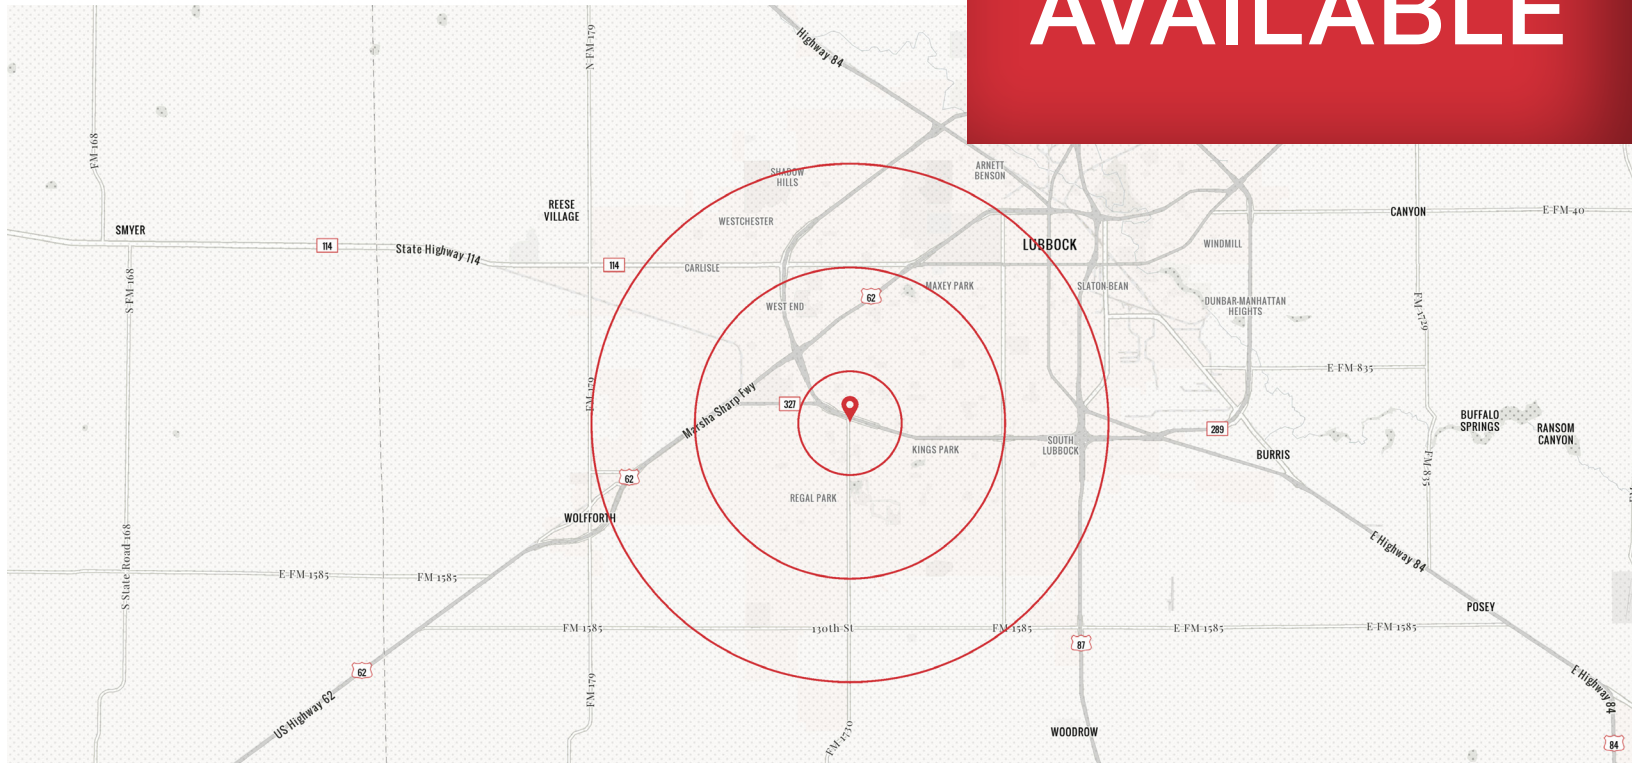 AVAILABLE
N FM 179
Highway 84
FM 168
SHADOW
HILLS
ARNETT
BENSON
REESE
VILLAGE
WESTCHESTER
CANYON
E FM 40
SMYER
114
State Highway 114
LUBBOCK
WINDMILL
114
CARLISLE
S FM 168
MAXEY PARK
SLATON-BEAN
62
WEST END
DUNBAR-MANHATTAN
HEIGHTS
FM 1729
E FM 835
FM 179
Marsha Sharp Fwy
327
BUFFALO
SPRINGS
RANSOM
CANYON
289
KINGS PARK
SOUTH
LUBBOCK
BURRIS
FM 835
62
REGAL PARK
WOLFFORTH
E Highway 84
S State Road 168
E FM 1585
FM 1585
POSEY
FM 1585
130th St
FM 1585
E FM 1585
E FM 1585
87
62
US Highway 62
FM 179
E Highway 84
FM 1730
WOODROW
84